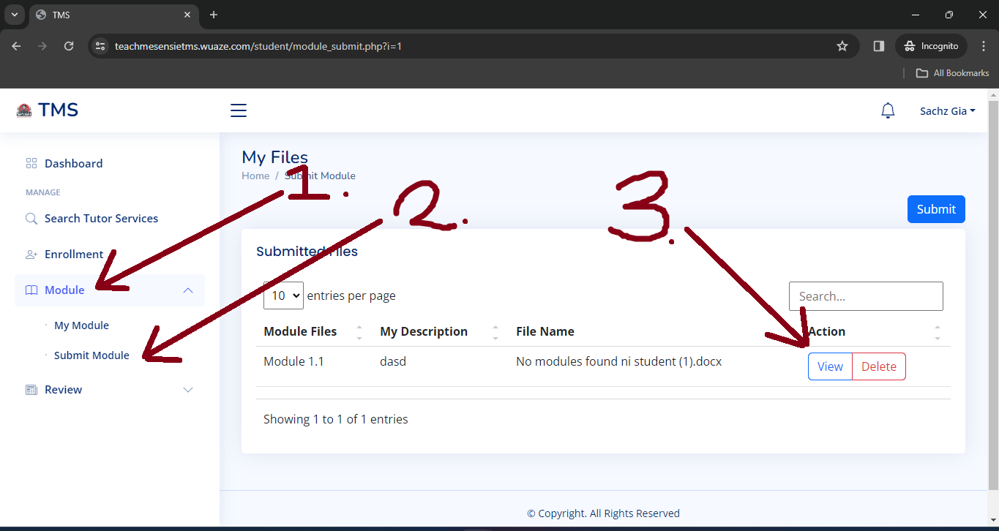 TMS
teachmesensietms.wuaze.com/student/module_submit.php?i=1
Incognito
All Bookmarks
TMS
Sachz Gia
Dashboard
MANAGE
Search Tutor Services
Enrollment
Module
My Module
Submit Module
Review
My Files
Home / Submit Module
1. 2. 3.
Submit
Submitted Files
10 entries per page
Search...
Module Files My Description File Name Action
Module 1.1 dasd No modules found ni student (1).docx View Delete
Showing 1 to 1 of 1 entries
© Copyright. All Rights Reserved